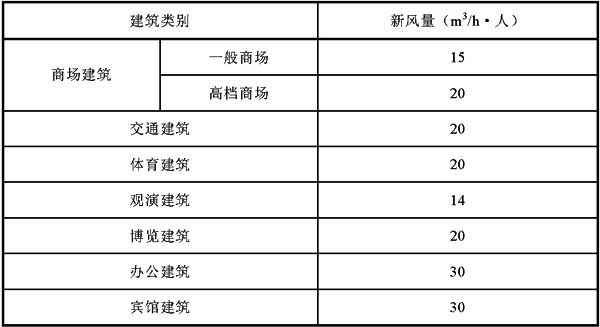 建筑类别 新风量（m³/h·人）
商场建筑 一般商场 15
高档商场 20
交通建筑 20
体育建筑 20
观演建筑 14
博览建筑 20
办公建筑 30
宾馆建筑 30